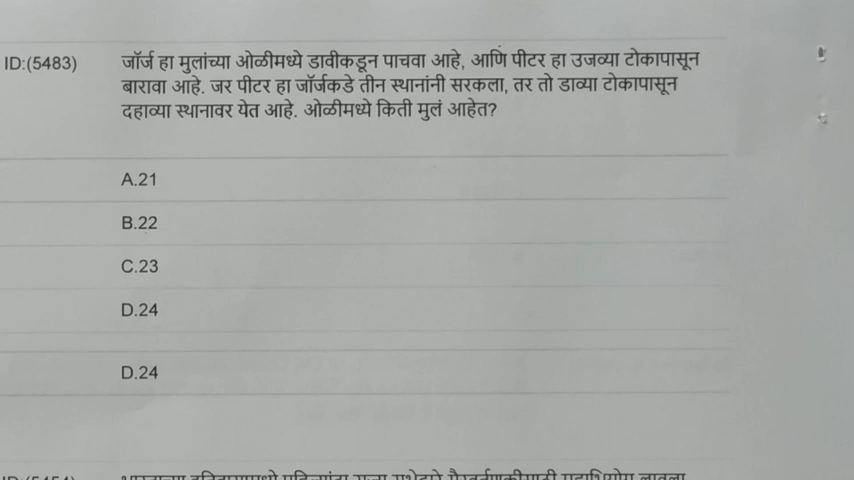 ID:(5483) जॉर्ज हा मुलांच्या ओळीमध्ये डावीकडून पाचवा आहे, आणि पीटर हा उजव्या टोकापासून
बारावा आहे. जर पीटर हा जॉर्जकडे तीन स्थानांनी सरकला, तर तो डाव्या टोकापासून
दहाव्या स्थानावर येत आहे. ओळीमध्ये किती मुलं आहेत?
A.21
B.22
C.23
D.24
D.24